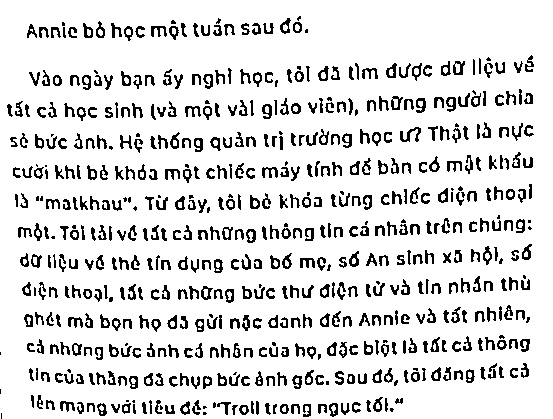 Annie bỏ học một tuần sau đó.
Vào ngày bạn ấy nghỉ học, tôi đã tìm được dữ liệu về
tất cả học sinh (và một vài giáo viên), những người chia
sẻ bức ảnh. Hệ thống quản trị trường học ư? Thật là nực
cười khi bẻ khóa một chiếc máy tính để bàn có mật khẩu
là "matkhau". Từ đây, tôi bẻ khóa từng chiếc điện thoại
một. Tôi tải về tất cả những thông tin cá nhân trên chúng:
dữ liệu về thẻ tín dụng của bố mẹ, số An sinh xã hội, số
điện thoại, tất cả những bức thư điện tử và tin nhắn thù
ghét mà bọn họ đã gửi nặc danh đến Annie và tất nhiên,
cả những bức ảnh cá nhân của họ, đặc biệt là tất cả thông
tin của thằng đã chụp bức ảnh gốc. Sau đó, tôi đăng tất cả
lên mạng với tiêu đề: "Troll trong ngục tối."